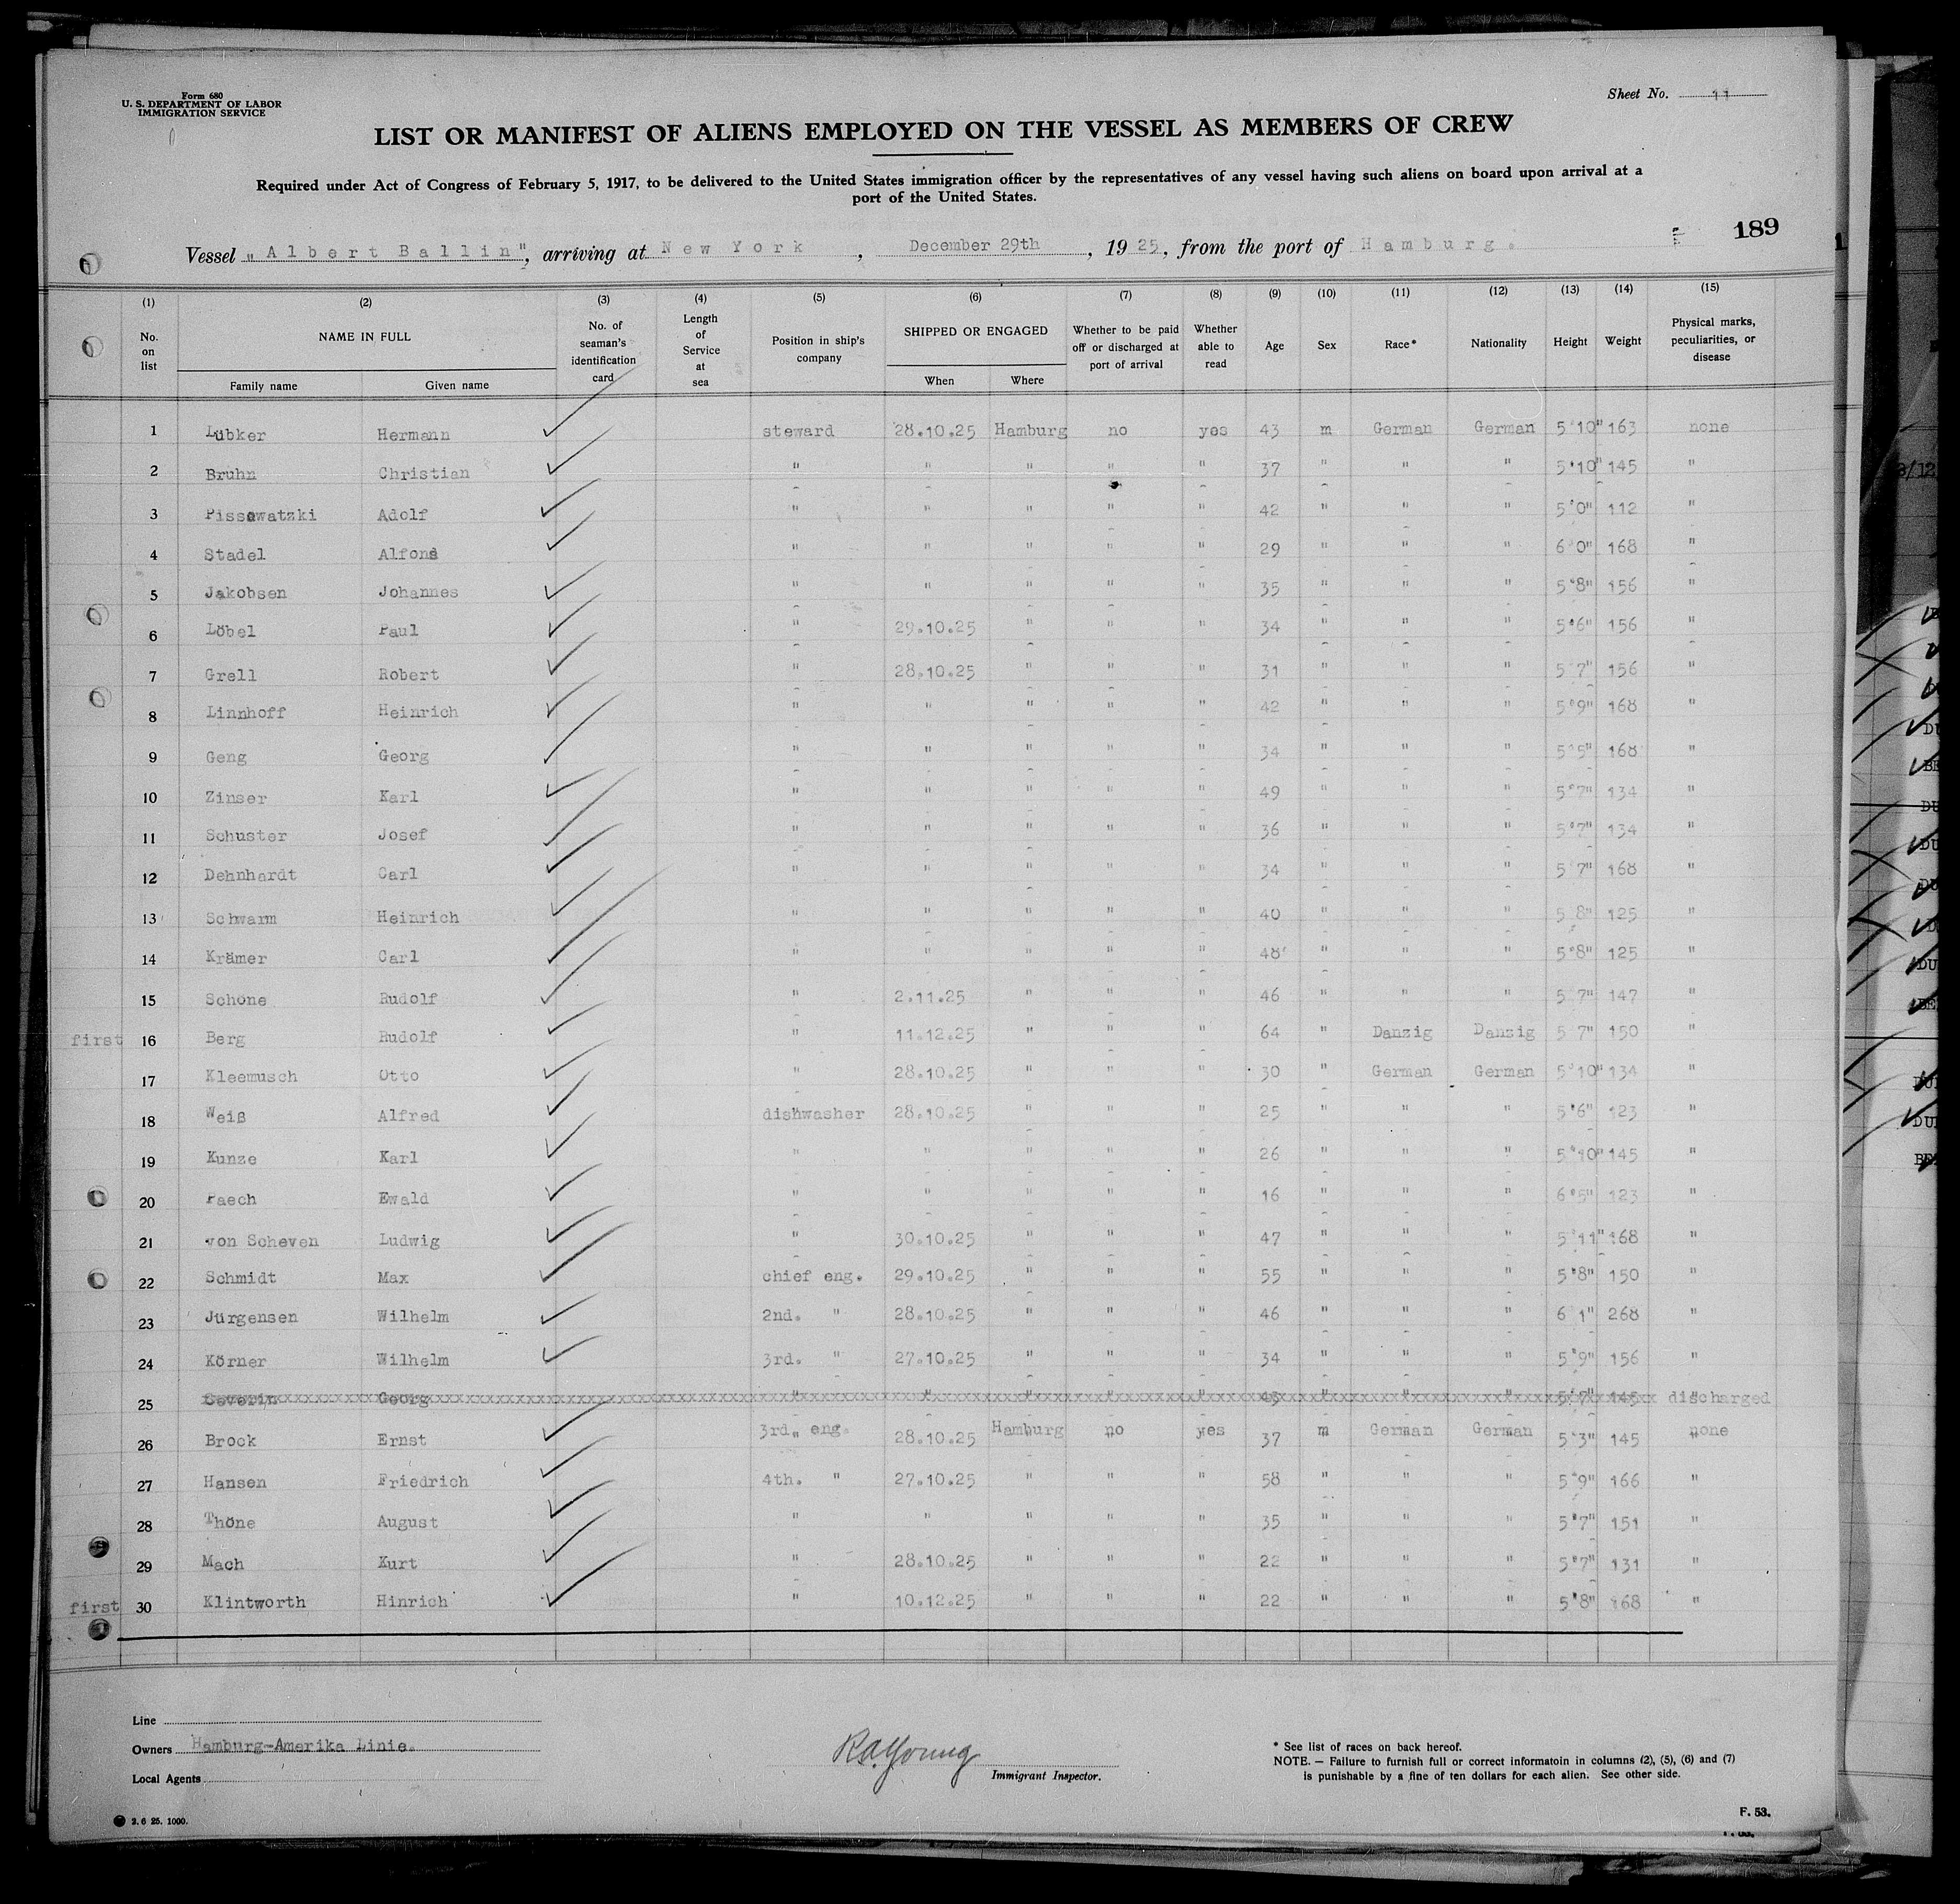 Form 680
U. S. DEPARTMENT OF LABOR
IMMIGRATION SERVICE
Sheet No. 11
LIST OR MANIFEST OF ALIENS EMPLOYED ON THE VESSEL AS MEMBERS OF CREW
Required under Act of Congress of February 5, 1917, to be delivered to the United States immigration officer by the representatives of any vessel having such aliens on board upon arrival at a
port of the United States.
189
Vessel „Albert Ballin", arriving at New York, December 29th, 1925, from the port of Hamburg.
(1) (2) (3) (4) (5) (6) (7) (8) (9) (10) (11) (12) (13) (14) (15)
No. on list NAME IN FULL Family name Given name No. of seaman's identification card Length of Service at sea Position in ship's company SHIPPED OR ENGAGED When Where Whether to be paid off or discharged at port of arrival Whether able to read Age Sex Race* Nationality Height Weight Physical marks, peculiarities, or disease
1 Lübker Hermann steward 28.10.25 Hamburg no yes 43 m German German 5'10" 163 none
2 Bruhn Christian " " " " " 37 " " " 5'10" 145 "
3 Pissowatzki Adolf " " " " " 42 " " " 5'0" 112 "
4 Stadel Alfons " " " " " 29 " " " 6'0" 168 "
5 Jakobsen Johannes " " " " " 35 " " " 5'8" 156 "
6 Löbel Paul " 29.10.25 " " " 34 " " " 5'6" 156 "
7 Grell Robert " 28.10.25 " " " 31 " " " 5'7" 156 "
8 Linnhoff Heinrich " " " " " 42 " " " 5'9" 168 "
9 Geng Georg " " " " " 34 " " " 5'5" 168 "
10 Zinser Karl " " " " " 49 " " " 5'7" 134 "
11 Schuster Josef " " " " " 36 " " " 5'7" 134 "
12 Dehnhardt Carl " " " " " 34 " " " 5'7" 168 "
13 Schwarm Heinrich " " " " " 40 " " " 5'8" 125 "
14 Krämer Carl " " " " " 48 " " " 5'8" 125 "
15 Schöne Rudolf " 2.11.25 " " " 46 " " " 5'7" 147 "
first 16 Berg Rudolf " 11.12.25 " " " 64 " Danzig Danzig 5'7" 150 "
17 Kleemusch Otto " 28.10.25 " " " 30 " German German 5'10" 134 "
18 Weiß Alfred dishwasher 28.10.25 " " " 25 " " " 5'6" 123 "
19 Kunze Karl " " " " " 26 " " " 5'10" 145 "
20 Paech Ewald " " " " " 16 " " " 6'5" 123 "
21 von Scheven Ludwig " 30.10.25 " " " 47 " " " 5'11" 168 "
22 Schmidt Max chief eng. 29.10.25 " " " 55 " " " 5'8" 150 "
23 Jürgensen Wilhelm 2nd. " 28.10.25 " " " 46 " " " 6'1" 268 "
24 Körner Wilhelm 3rd. " 27.10.25 " " " 34 " " " 5'9" 156 "
25 Severin Georg " " " " " 43 " " " 5'7" 145 " discharged
26 Brock Ernst 3rd. eng. 28.10.25 Hamburg no yes 37 m German German 5'3" 145 none
27 Hansen Friedrich 4th. " 27.10.25 " " " 58 " " " 5'9" 166 "
28 Thöne August " " " " " 35 " " " 5'7" 151 "
29 Mach Kurt " 28.10.25 " " " 22 " " " 5'7" 131 "
first 30 Klintworth Hinrich " 10.12.25 " " " 22 " " " 5'8" 168 "
Line
Owners Hamburg-Amerika Linie.
Local Agents
R.A. Young
Immigrant Inspector.
* See list of races on back hereof.
NOTE. — Failure to furnish full or correct informatoin in columns (2), (5), (6) and (7)
is punishable by a fine of ten dollars for each alien. See other side.
2. 6 25. 1000.
F. 53.